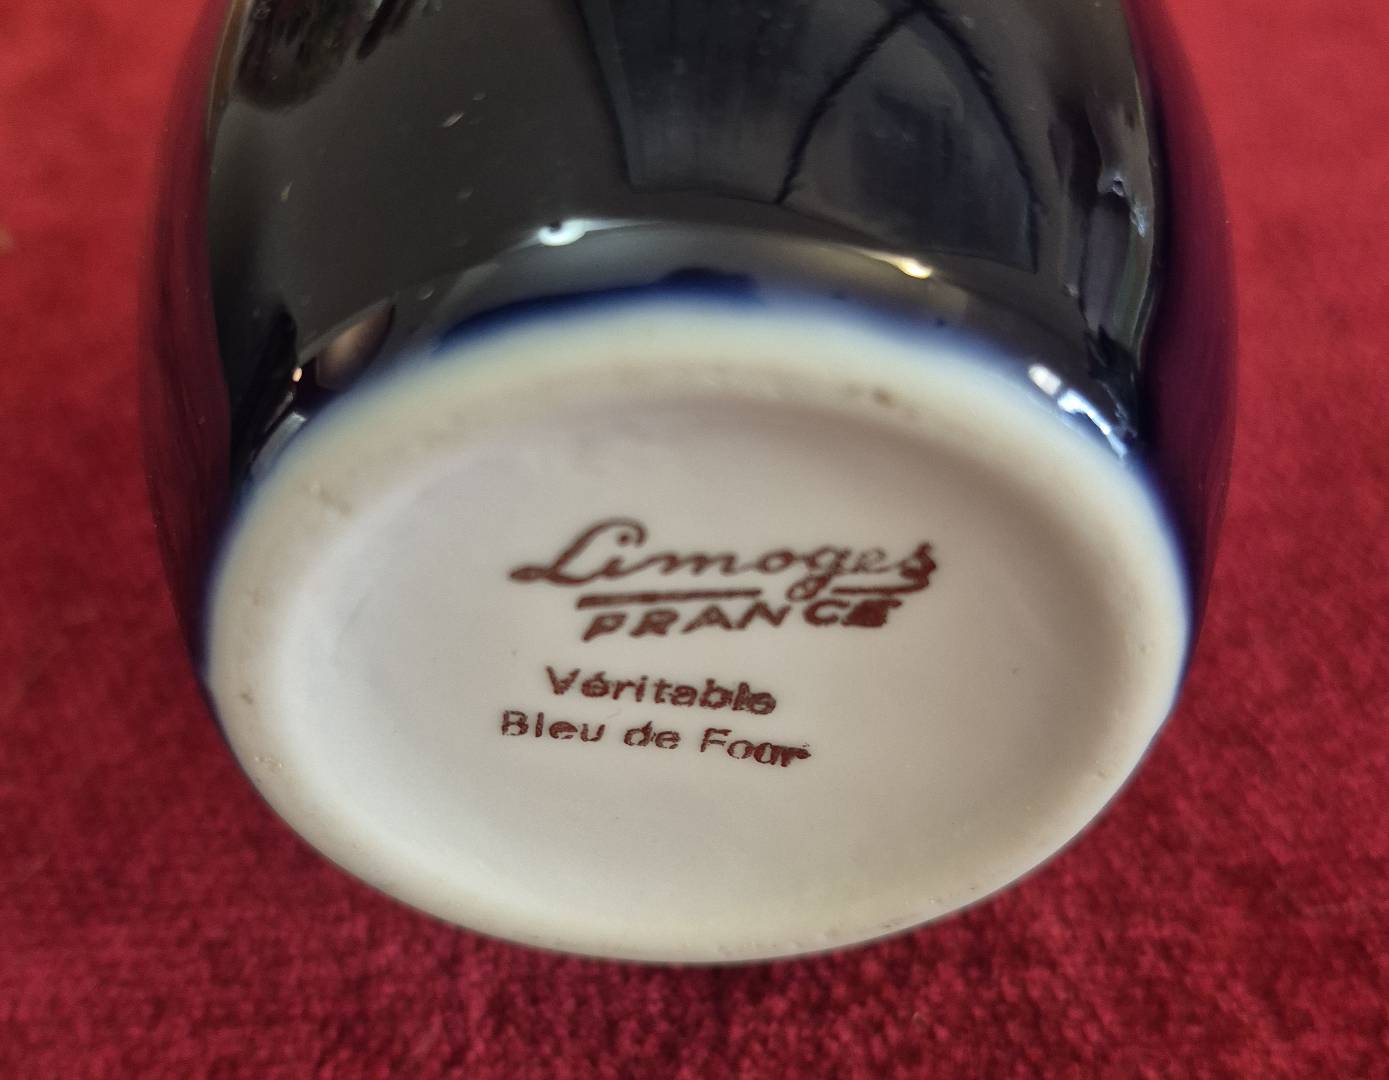 Limoges
FRANCE
Véritable
Bleu de Four